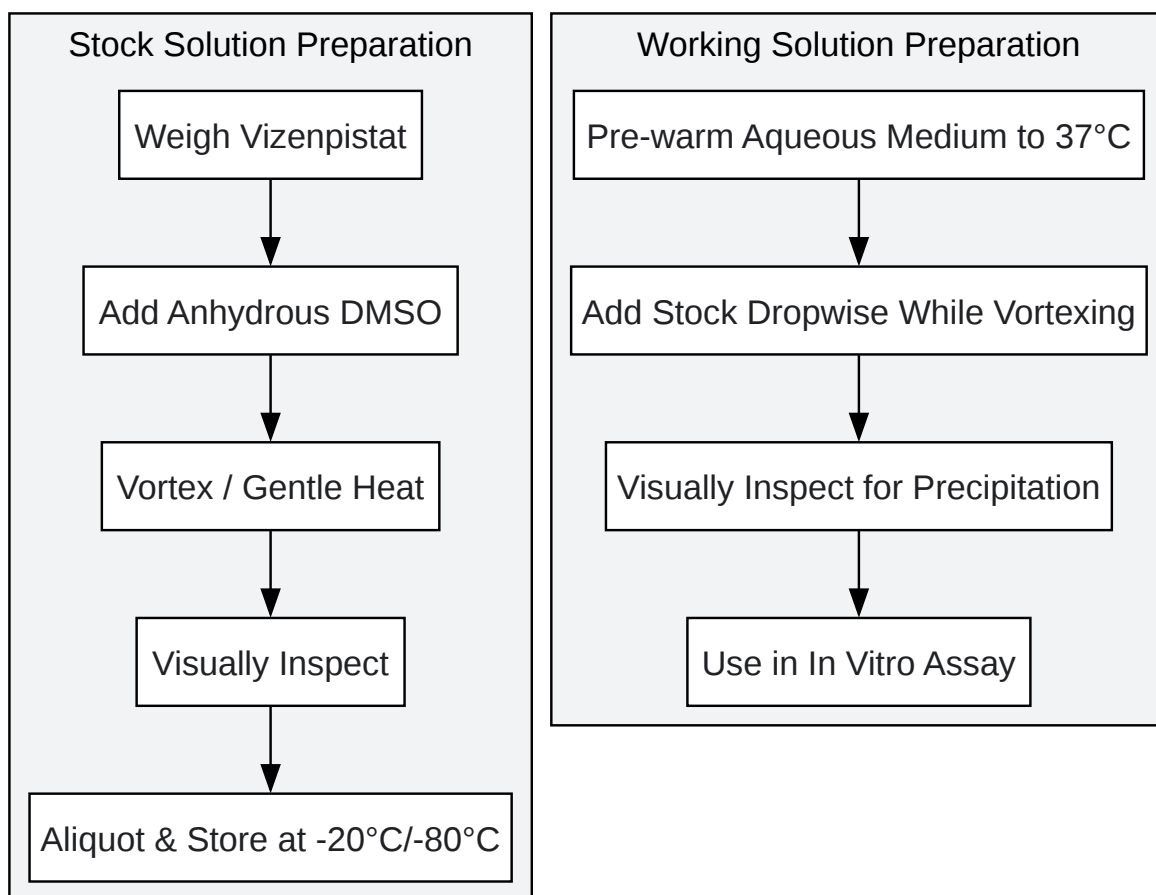 Stock Solution Preparation
Weigh Vizenpistat
Add Anhydrous DMSO
Vortex / Gentle Heat
Visually Inspect
Aliquot & Store at -20°C/-80°C
Working Solution Preparation
Pre-warm Aqueous Medium to 37°C
Add Stock Dropwise While Vortexing
Visually Inspect for Precipitation
Use in In Vitro Assay